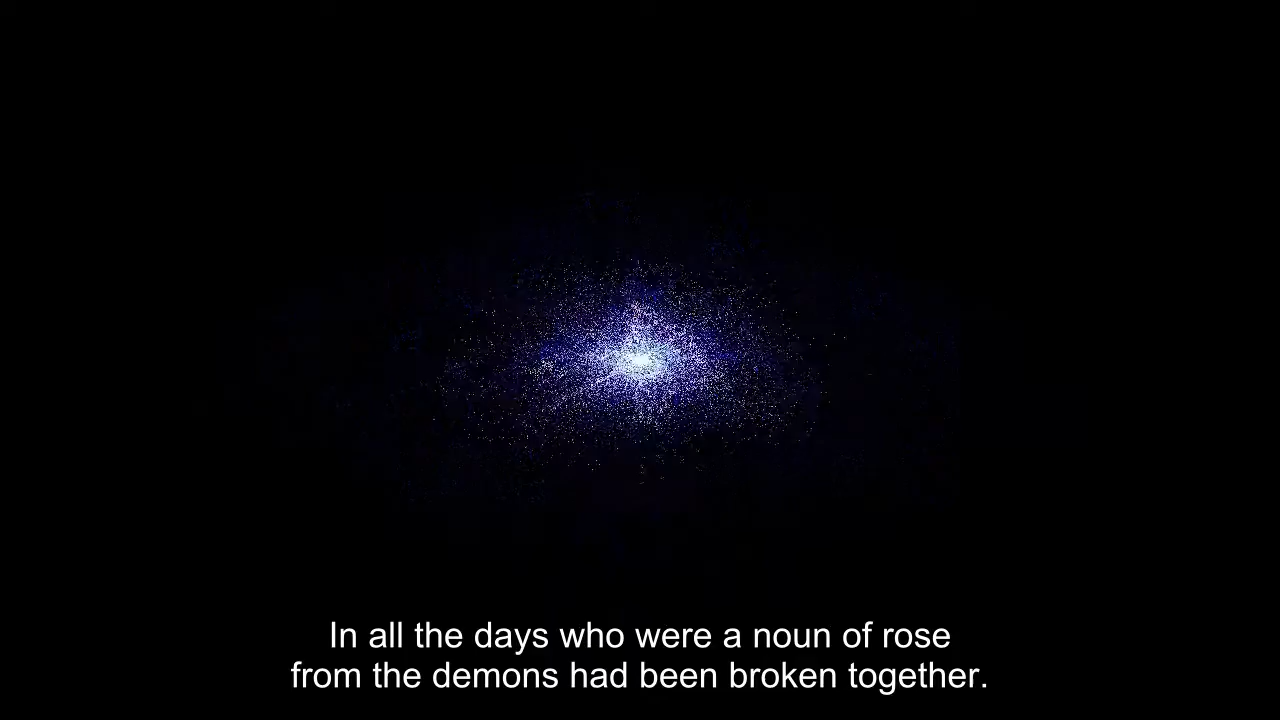 In all the days who were a noun of rose
from the demons had been broken together.